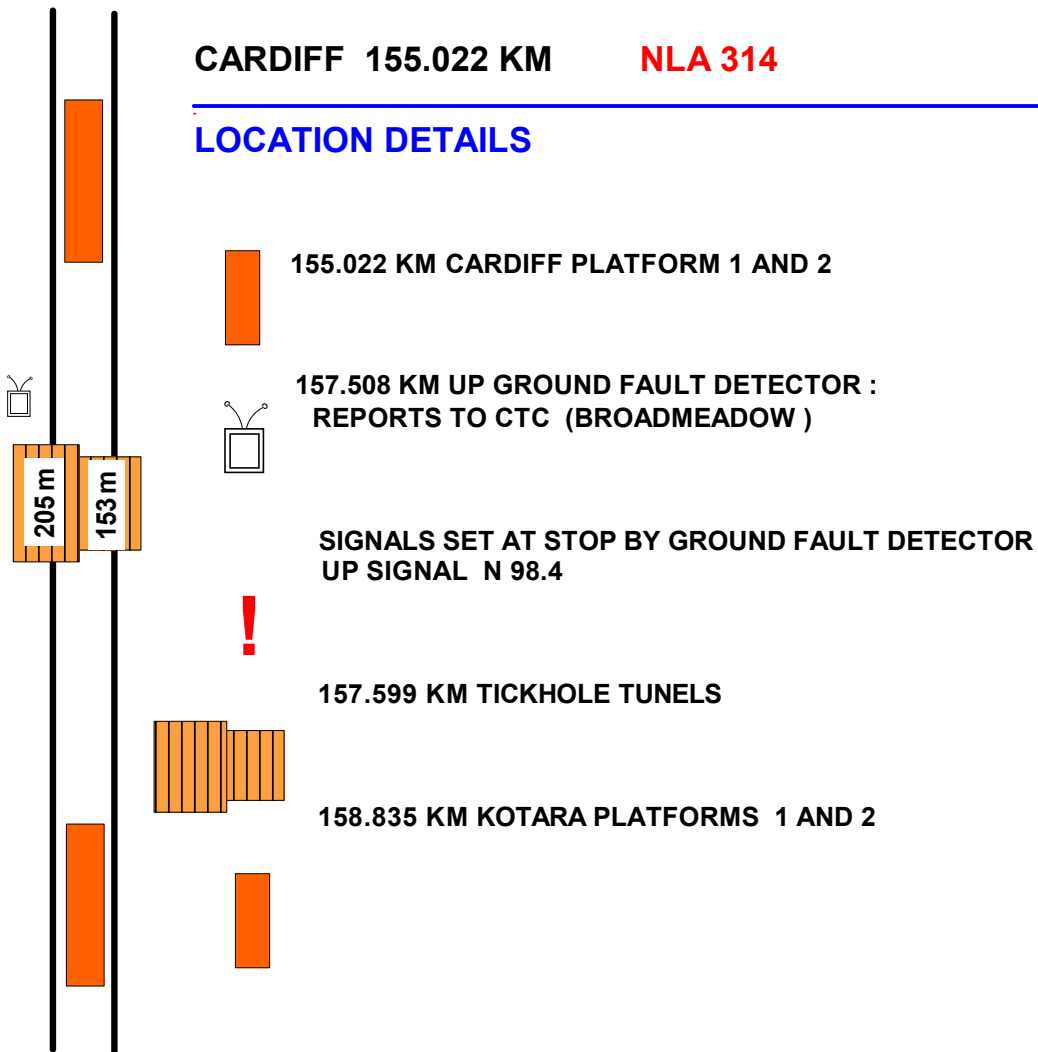 CARDIFF 155.022 KM NLA 314
LOCATION DETAILS
155.022 KM CARDIFF PLATFORM 1 AND 2
157.508 KM UP GROUND FAULT DETECTOR :
REPORTS TO CTC (BROADMEADOW )
205 m
153 m
SIGNALS SET AT STOP BY GROUND FAULT DETECTOR
UP SIGNAL N 98.4
!
157.599 KM TICKHOLE TUNELS
158.835 KM KOTARA PLATFORMS 1 AND 2